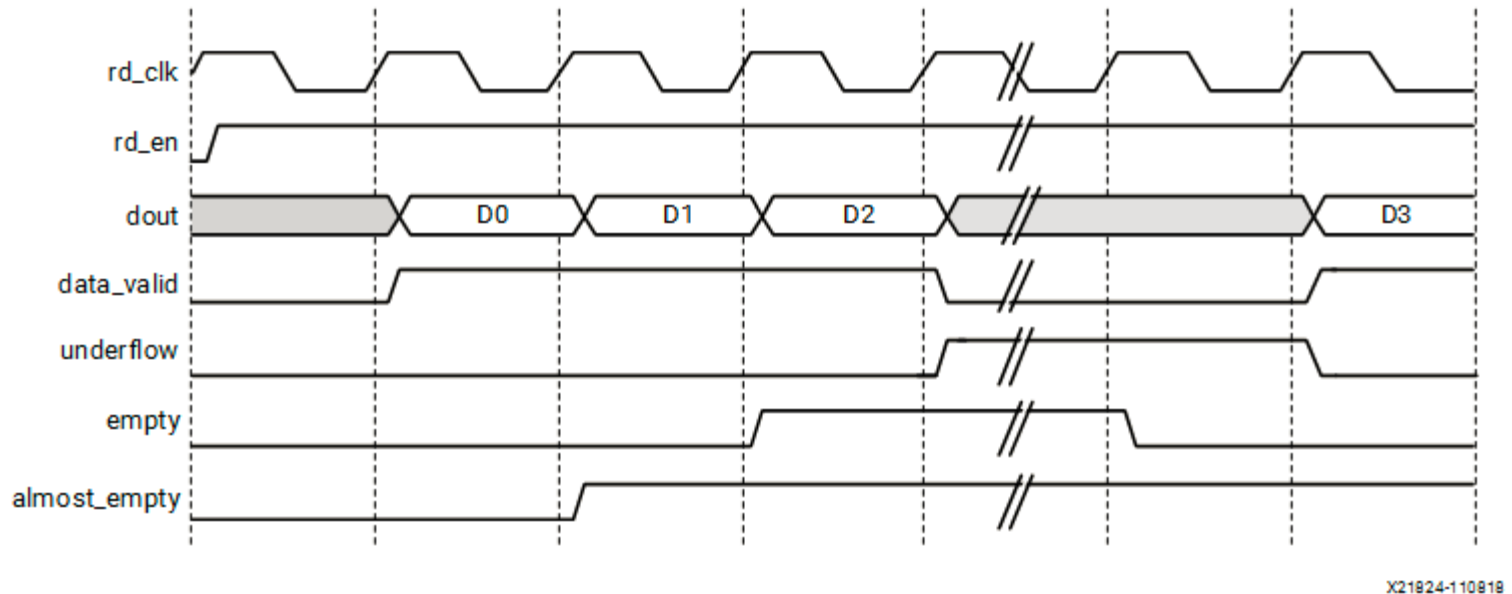 rd_clk
rd_en
dout D0 D1 D2 D3
data_valid
underflow
empty
almost_empty
X21824-110818